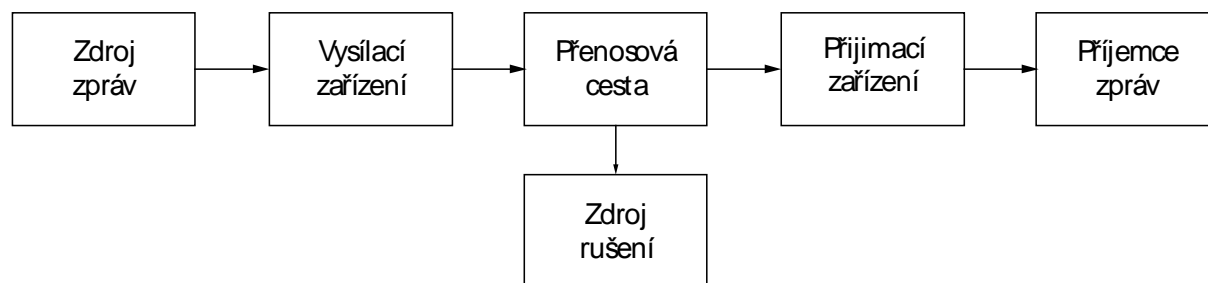 Zdroj
zpráv
Vysílací
zařízení
Přenosová
cesta
Přijimací
zařízení
Příjemce
zpráv
Zdroj
rušení